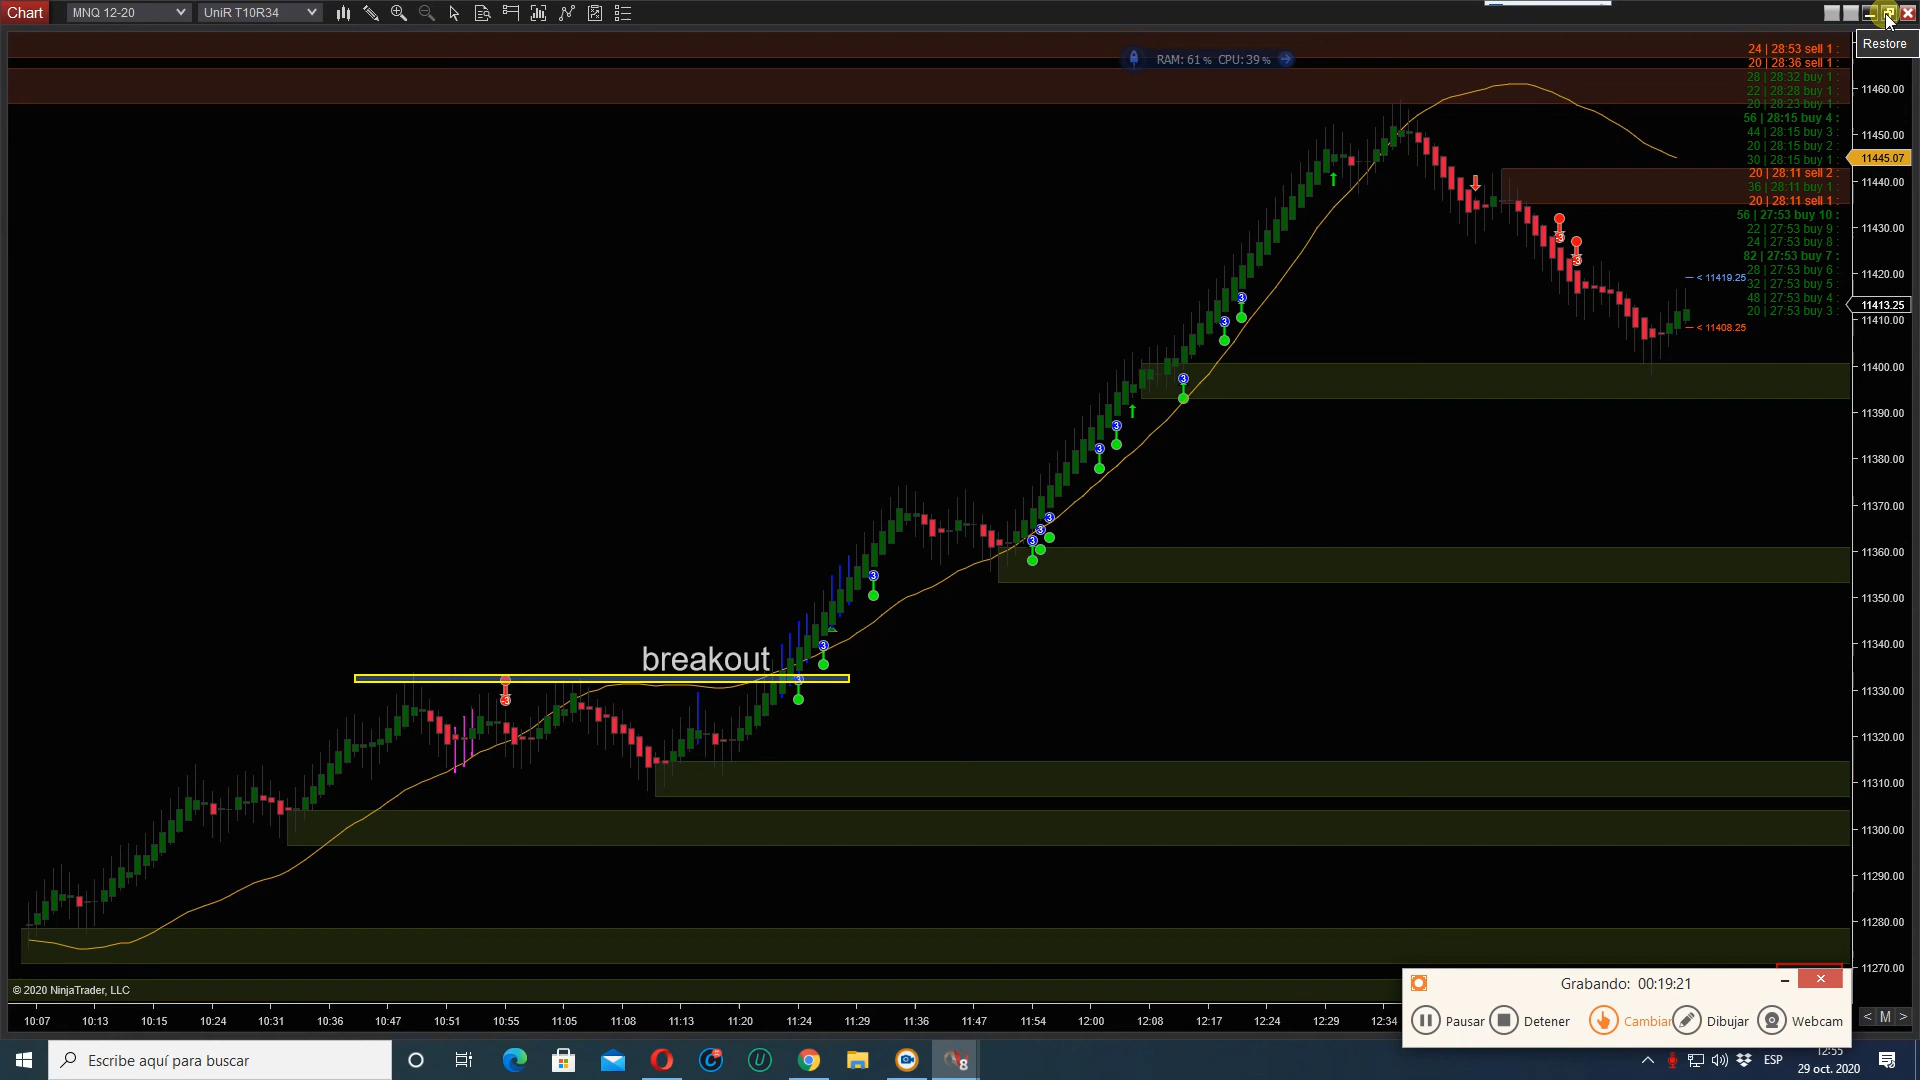 Chart
MNQ 12-20
UniR T10R34
Restore
RAM: 61 % CPU: 39 %
24 | 28:53 sell 1 :
20 | 28:36 sell 1 :
28 | 28:32 buy 1 :
22 | 28:28 buy 1 :
20 | 28:23 buy 1 :
56 | 28:15 buy 4 :
44 | 28:15 buy 3 :
20 | 28:15 buy 2 :
30 | 28:15 buy 1 :
20 | 28:11 sell 2 :
36 | 28:11 buy 1 :
20 | 28:11 sell 1 :
56 | 27:53 buy 10 :
22 | 27:53 buy 9 :
24 | 27:53 buy 8 :
82 | 27:53 buy 7 :
28 | 27:53 buy 6 :
32 | 27:53 buy 5 :
48 | 27:53 buy 4 :
20 | 27:53 buy 3 :
< 11419.25
< 11408.25
11460.00
11450.00
11445.07
11440.00
11430.00
11420.00
11413.25
11410.00
11400.00
11390.00
11380.00
11370.00
11360.00
11350.00
11340.00
11330.00
11320.00
11310.00
11300.00
11290.00
11280.00
11270.00
breakout
© 2020 NinjaTrader, LLC
10:07 10:13 10:15 10:24 10:31 10:36 10:47 10:51 10:55 11:05 11:08 11:13 11:20 11:24 11:29 11:36 11:47 11:54 12:00 12:08 12:17 12:24 12:29 12:34
< M >
Grabando: 00:19:21
Pausar Detener Cambiar Dibujar Webcam
Escribe aquí para buscar
8
ESP
12:55
29 oct. 2020